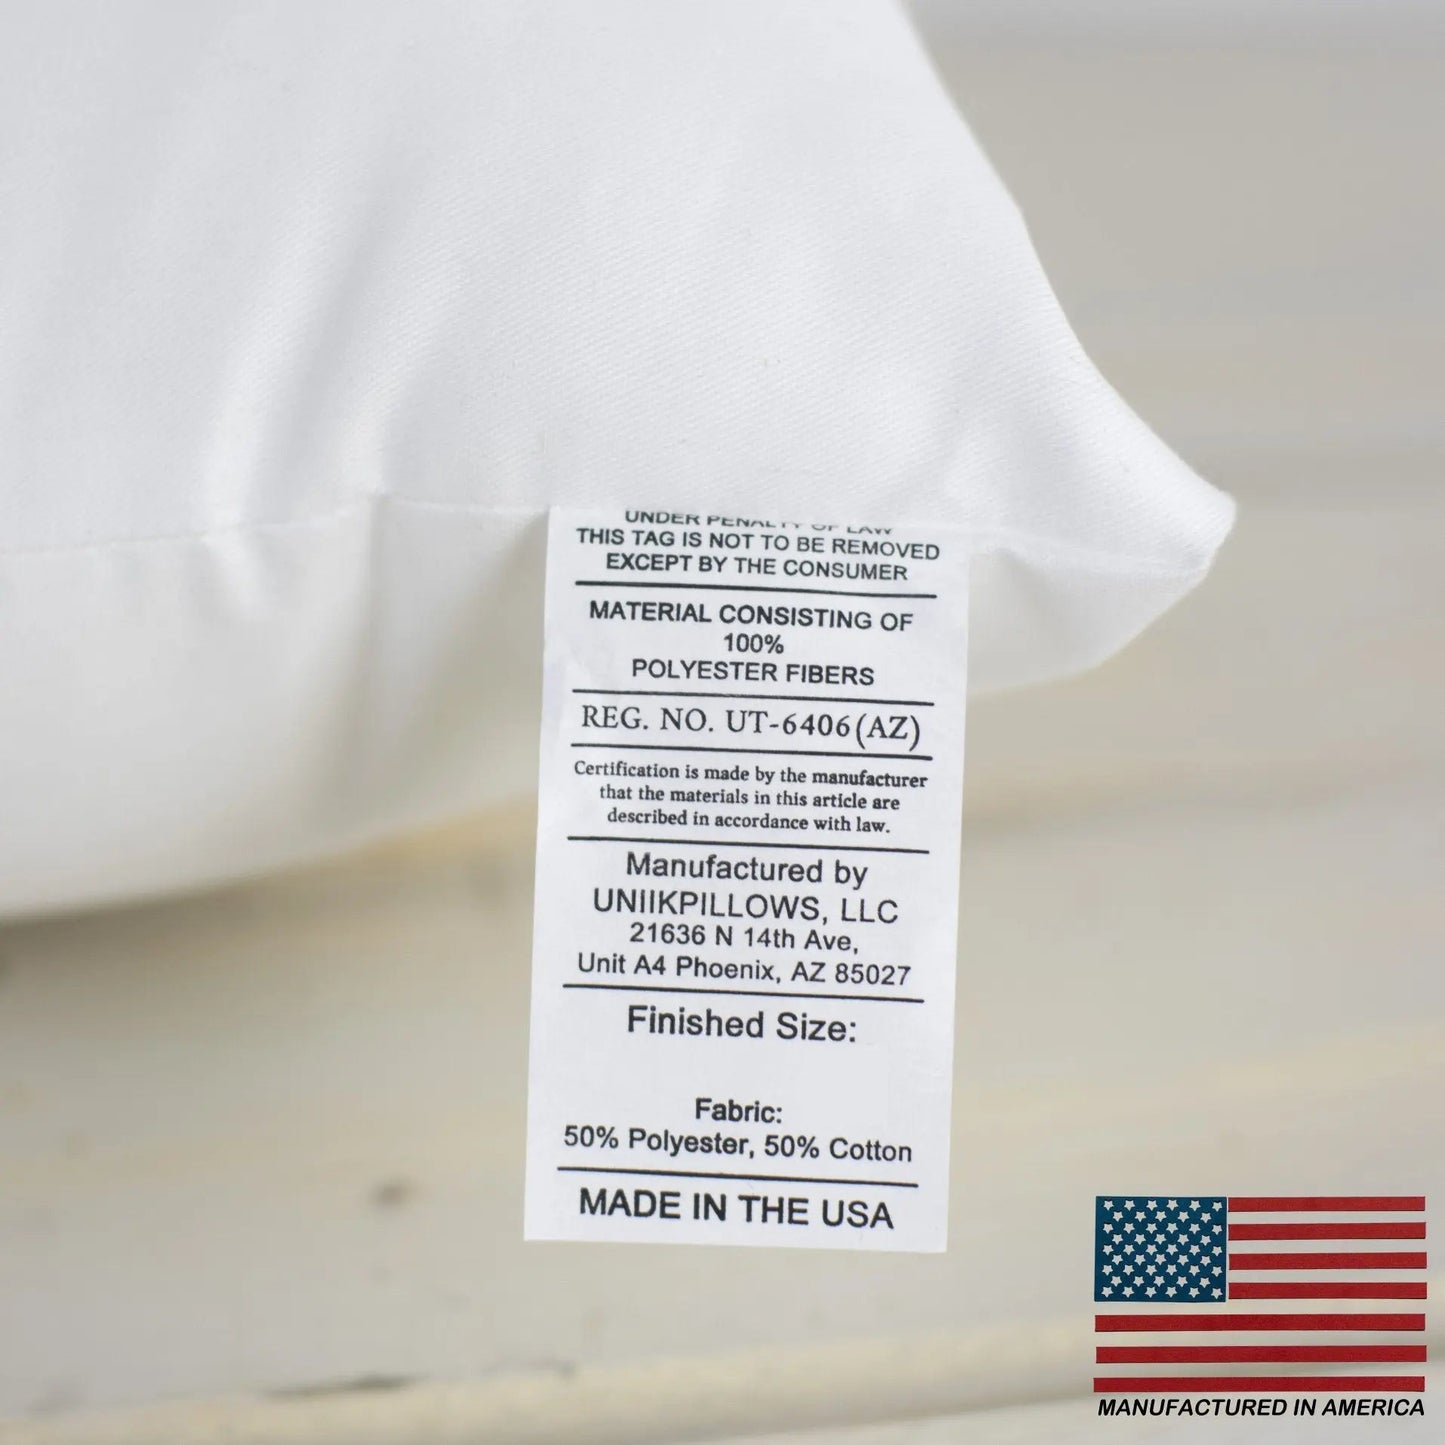 UNDER PENALTY OF LAW
THIS TAG IS NOT TO BE REMOVED
EXCEPT BY THE CONSUMER
MATERIAL CONSISTING OF
100%
POLYESTER FIBERS
REG. NO. UT-6406(AZ)
Certification is made by the manufacturer
that the materials in this article are
described in accordance with law.
Manufactured by
UNIIKPILLOWS, LLC
21636 N 14th Ave,
Unit A4 Phoenix, AZ 85027
Finished Size:
Fabric:
50% Polyester, 50% Cotton
MADE IN THE USA
MANUFACTURED IN AMERICA